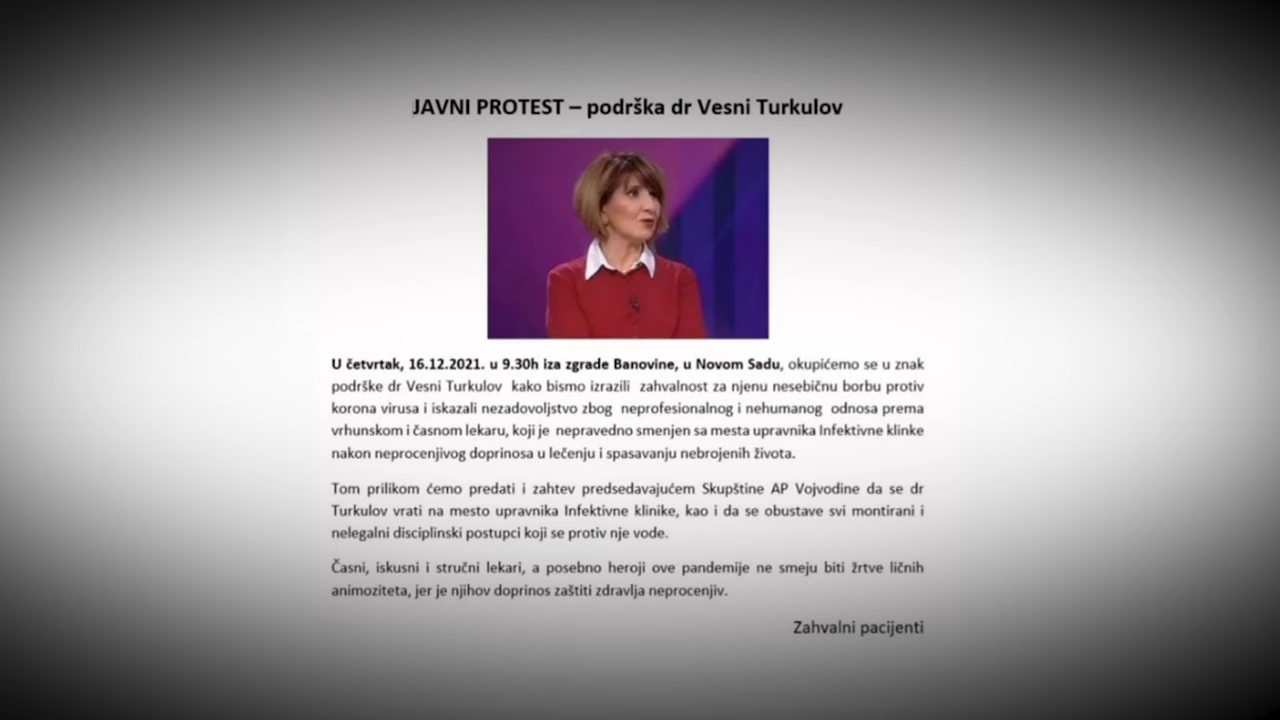 JAVNI PROTEST – podrška dr Vesni Turkulov
U četvrtak, 16.12.2021. u 9.30h iza zgrade Banovine, u Novom Sadu, okupićemo se u znak
podrške dr Vesni Turkulov kako bismo izrazili zahvalnost za njenu nesebičnu borbu protiv
korona virusa i iskazali nezadovoljstvo zbog neprofesionalnog i nehumanog odnosa prema
vrhunskom i časnom lekaru, koji je nepravedno smenjen sa mesta upravnika Infektivne klinke
nakon neprocenjivog doprinosa u lečenju i spasavanju nebrojenih života.
Tom prilikom ćemo predati i zahtev predsedavajućem Skupštine AP Vojvodine da se dr
Turkulov vrati na mesto upravnika Infektivne klinike, kao i da se obustave svi montirani i
nelegalni disciplinski postupci koji se protiv nje vode.
Časni, iskusni i stručni lekari, a posebno heroji ove pandemije ne smeju biti žrtve ličnih
animoziteta, jer je njihov doprinos zaštiti zdravlja neprocenjiv.
Zahvalni pacijenti